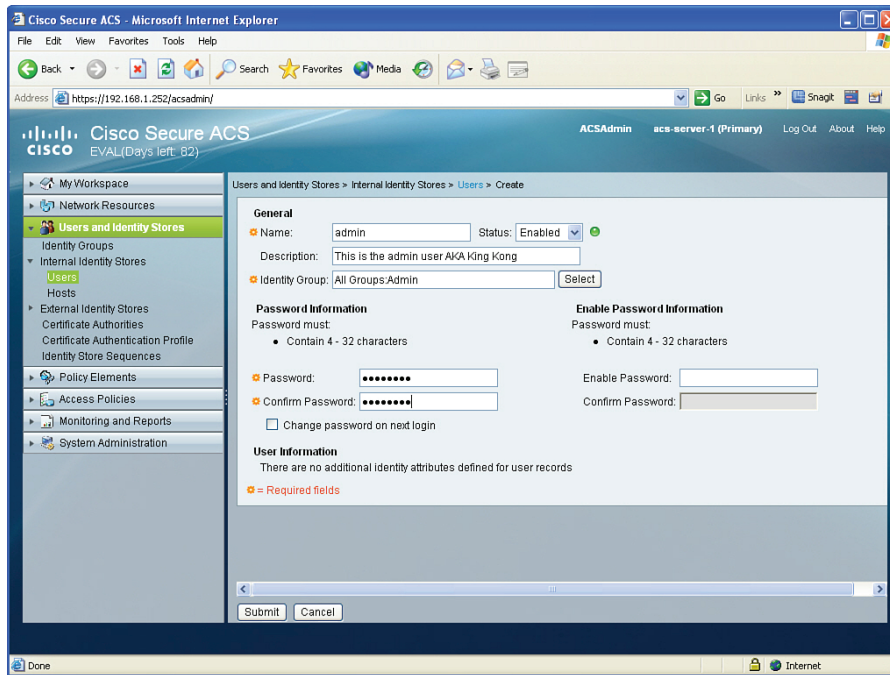 Cisco Secure ACS - Microsoft Internet Explorer
File Edit View Favorites Tools Help
Back Search Favorites Media
Address https://192.168.1.252/acsadmin/ Go Links » Snagit
CISCO Cisco Secure ACS
EVAL(Days left: 82)
ACSAdmin acs-server-1 (Primary) Log Out About Help
My Workspace
Network Resources
Users and Identity Stores
Identity Groups
Internal Identity Stores
Users
Hosts
External Identity Stores
Certificate Authorities
Certificate Authentication Profile
Identity Store Sequences
Policy Elements
Access Policies
Monitoring and Reports
System Administration
Users and Identity Stores > Internal Identity Stores > Users > Create
General
Name: admin Status: Enabled
Description: This is the admin user AKA King Kong
Identity Group: All Groups:Admin Select
Password Information
Password must:
• Contain 4 - 32 characters
Password: ••••••••
Confirm Password: ••••••••
Change password on next login
Enable Password Information
Password must:
• Contain 4 - 32 characters
Enable Password:
Confirm Password:
User Information
There are no additional identity attributes defined for user records
= Required fields
Submit Cancel
Done Internet